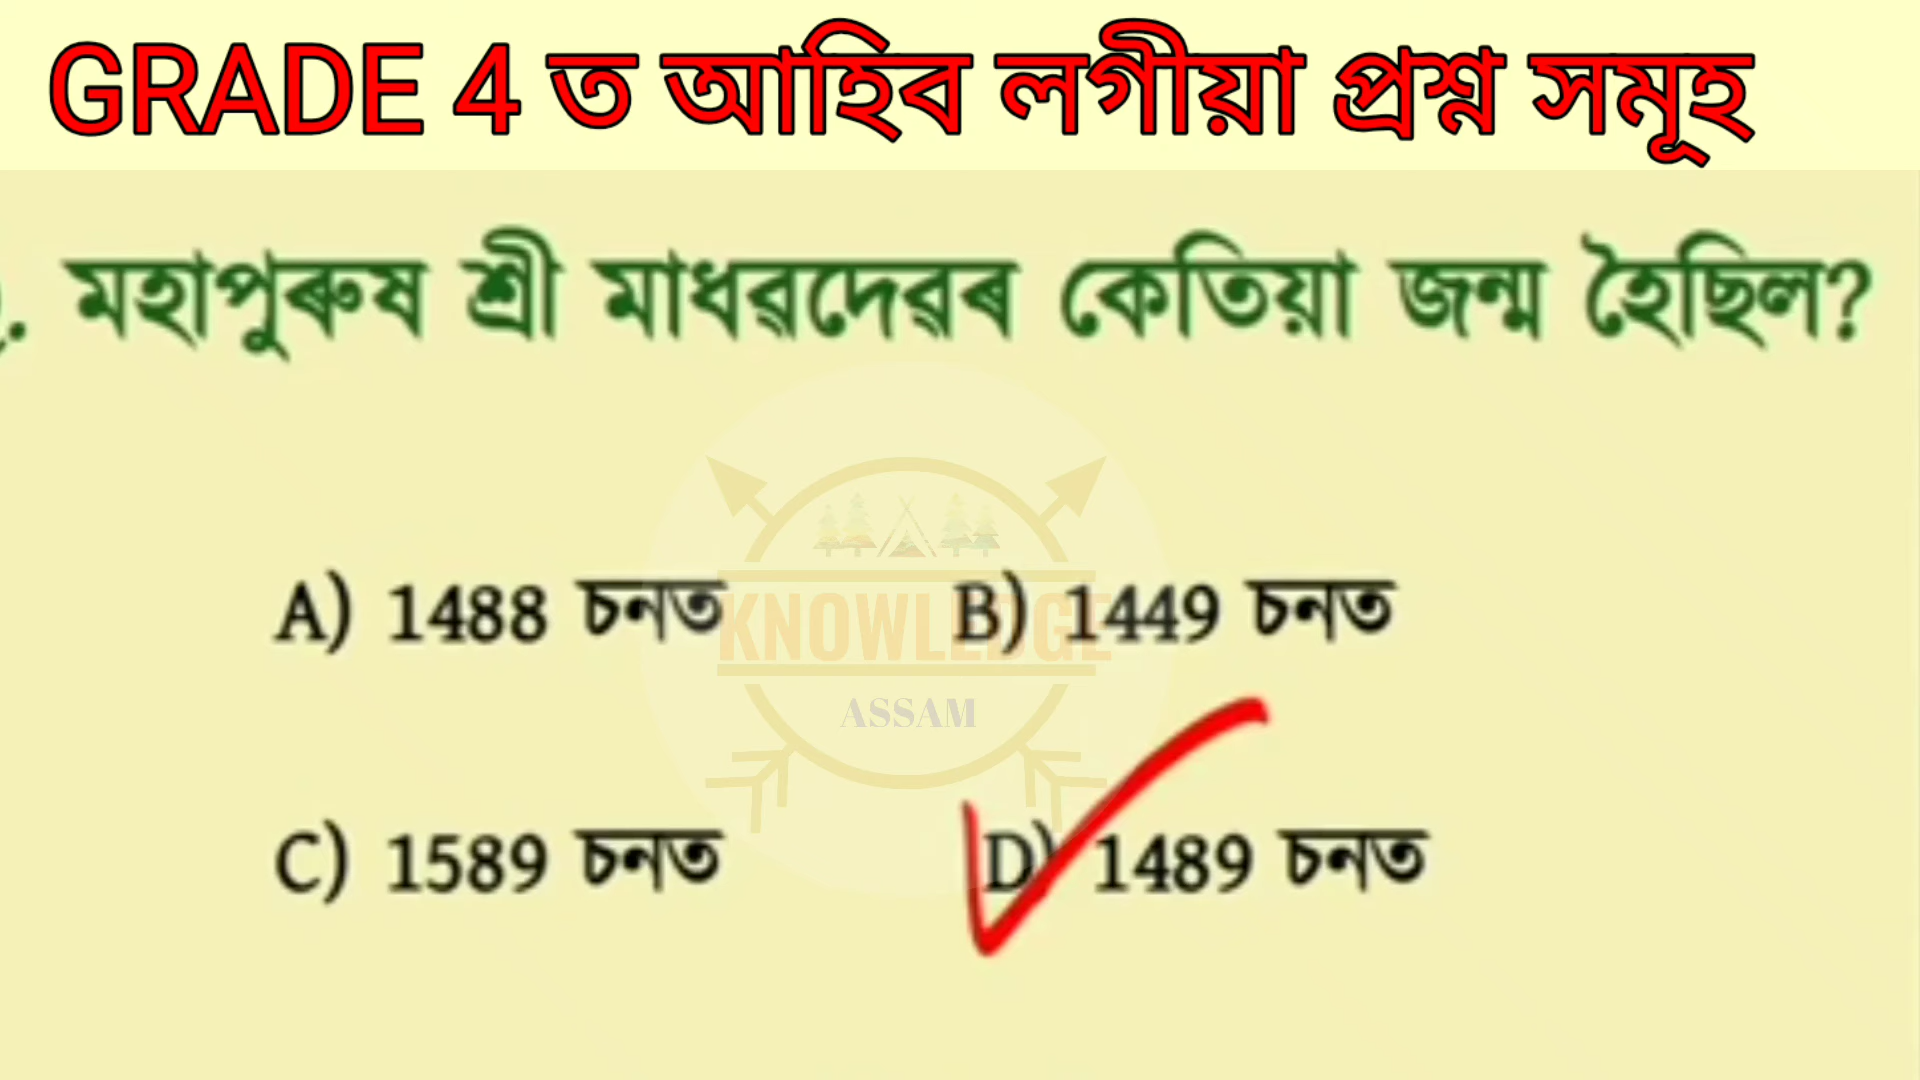 GRADE 4 ত আহিব লগীয়া প্ৰশ্ন সমূহ
. মহাপুৰুষ শ্ৰী মাধৱদেৱৰ কেতিয়া জন্ম হৈছিল?
A) 1488 চনত B) 1449 চনত
KNOWLEDGE
ASSAM
C) 1589 চনত D) 1489 চনত